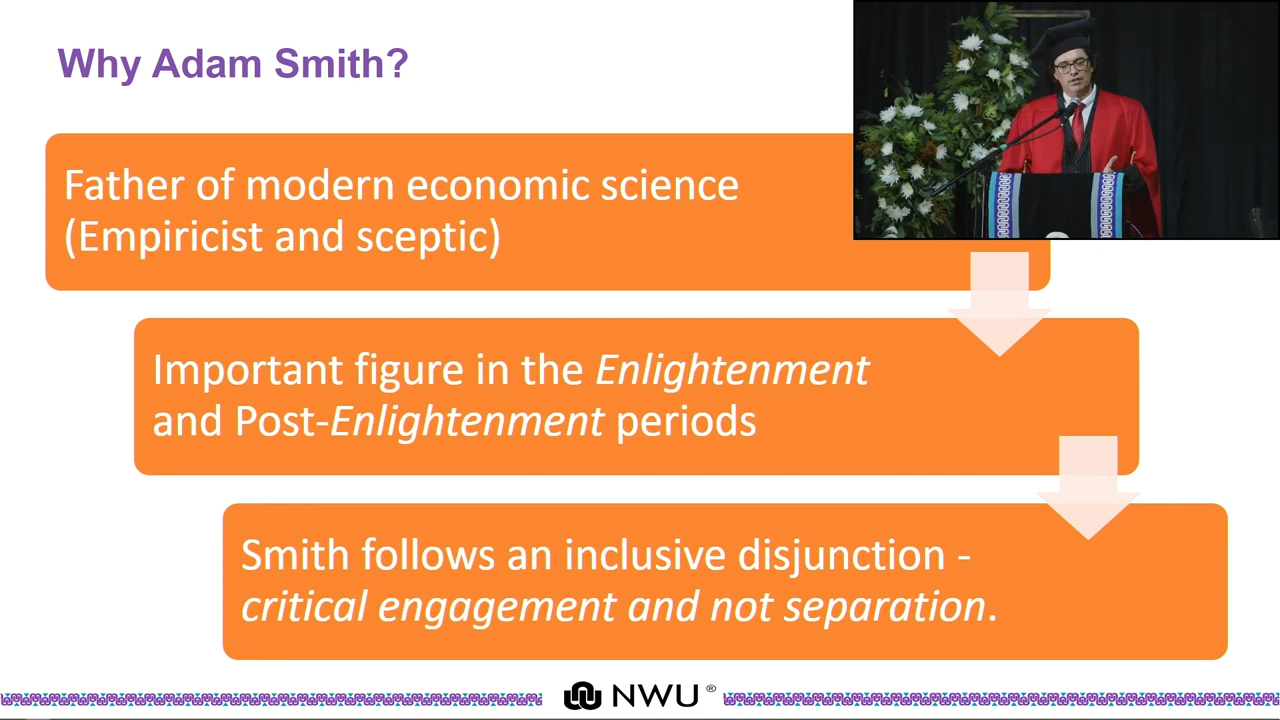 Why Adam Smith?
Father of modern economic science
(Empiricist and sceptic)
Important figure in the Enlightenment
and Post-Enlightenment periods
Smith follows an inclusive disjunction -
critical engagement and not separation.
NWU®